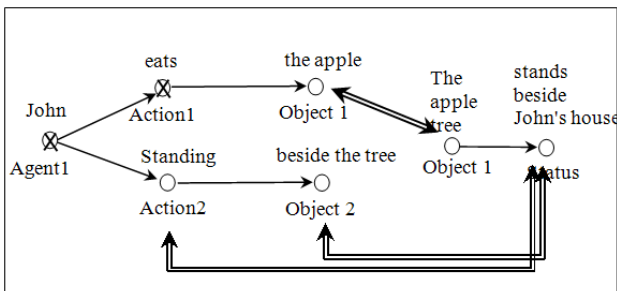 eats
the apple
The
apple
tree
stands
beside
John's house
John
Action1
Object 1
Agent1
Standing
beside the tree
Object 1
Status
Action2
Object 2